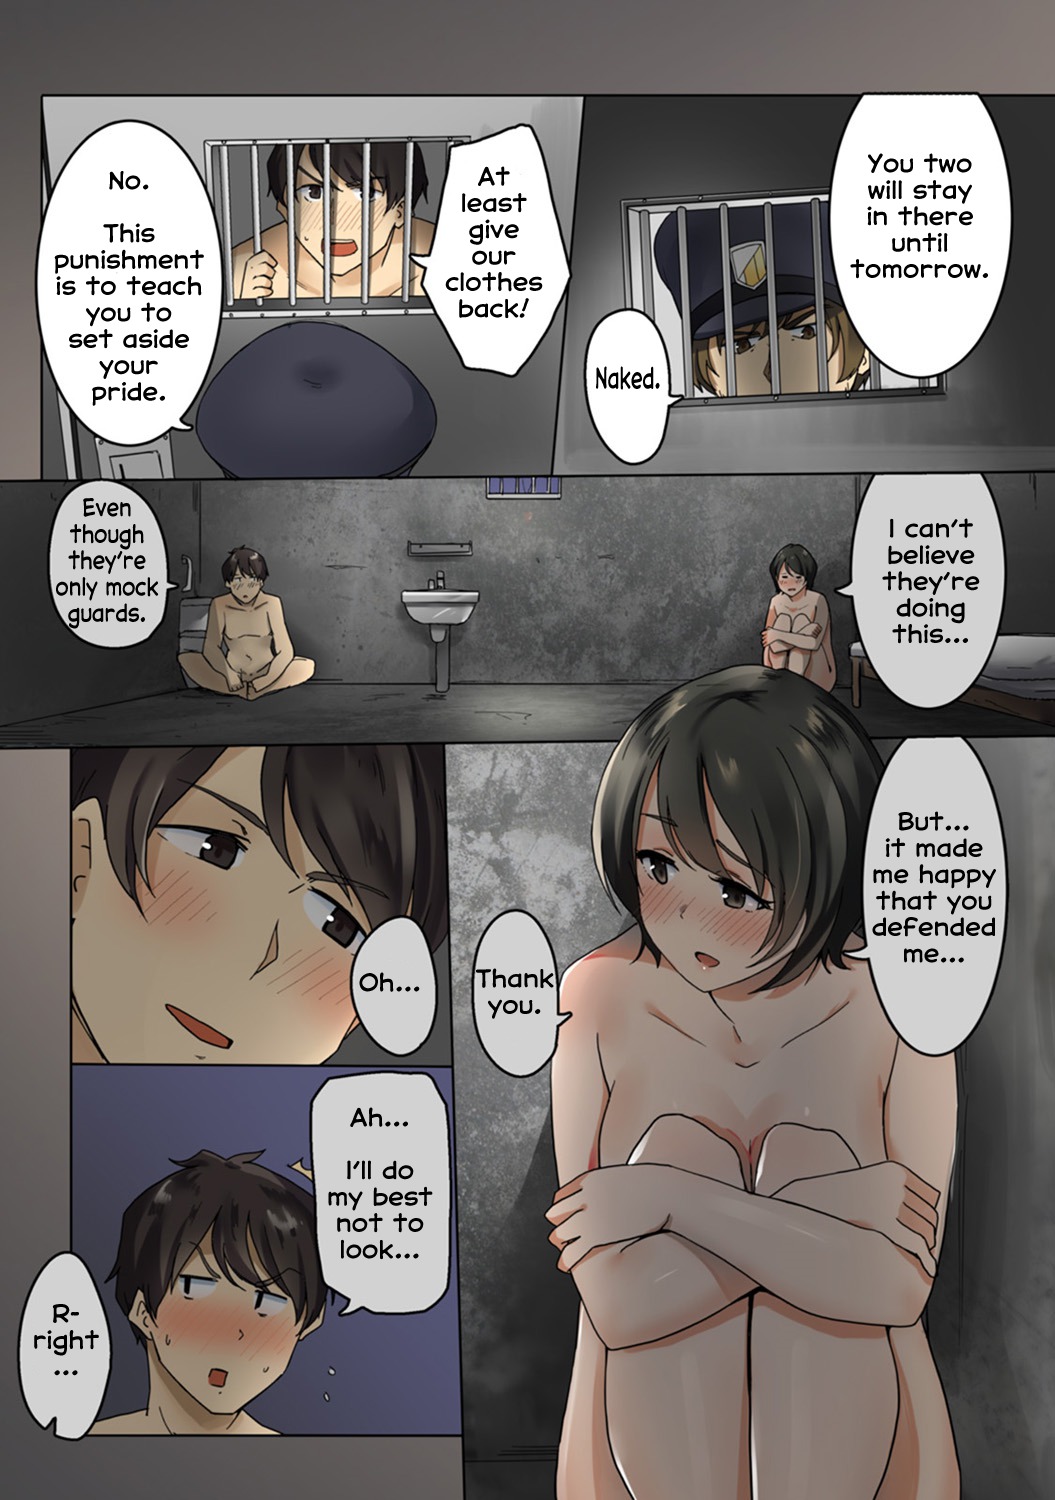 You two
will stay
in there
until
tomorrow.
Naked.
At
least
give
our
clothes
back!
No.
This
punishment
is to teach
you to
set aside
your
pride.
I can't
believe
they're
doing
this...
Even
though
they're
only mock
guards.
But...
it made
me happy
that you
defended
me...
Thank
you.
Oh...
Ah...
I'll do
my best
not to
look...
R-
right
...